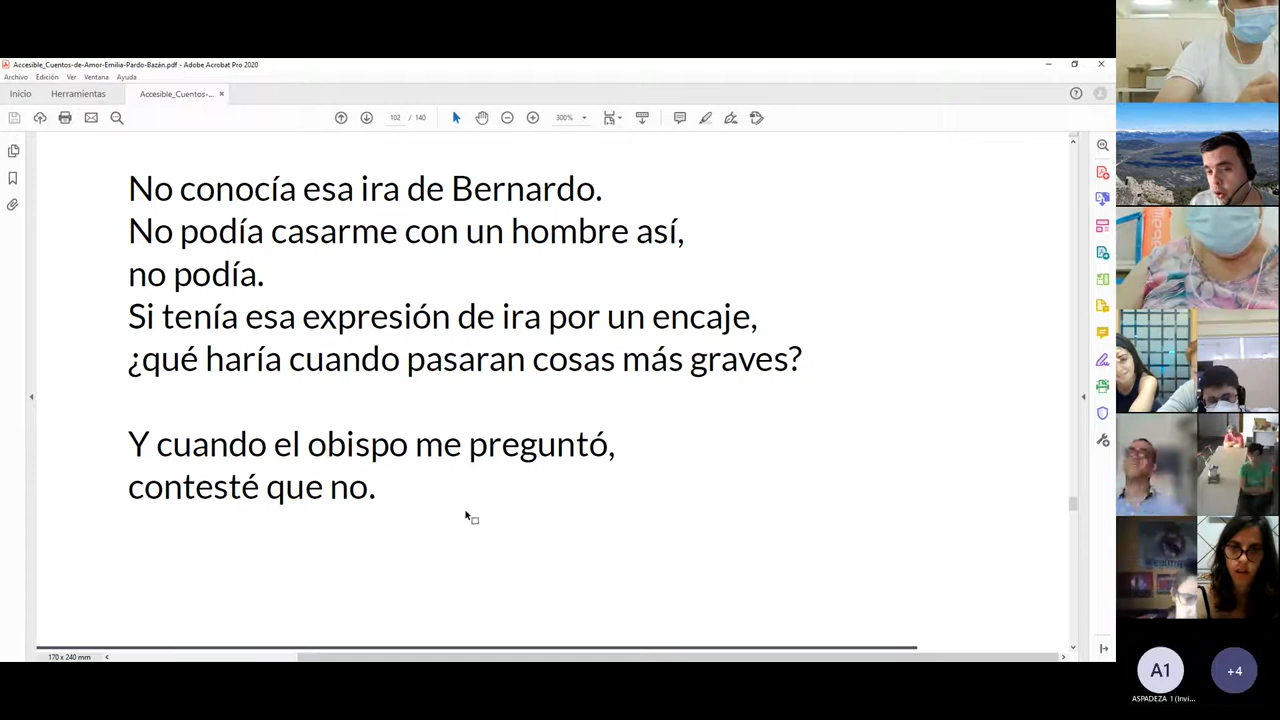 Accesible_Cuentos-de-Amor-Emilia-Pardo-Bazán.pdf - Adobe Acrobat Pro 2020
Archivo Edición Ver Ventana Ayuda
Inicio Herramientas Accesible_Cuentos-...
102 / 140 300%
No conocía esa ira de Bernardo.
No podía casarme con un hombre así,
no podía.
Si tenía esa expresión de ira por un encaje,
¿qué haría cuando pasaran cosas más graves?
Y cuando el obispo me preguntó,
contesté que no.
170 x 240 mm
A1
+4
ASPADEZA 1 (Invi...